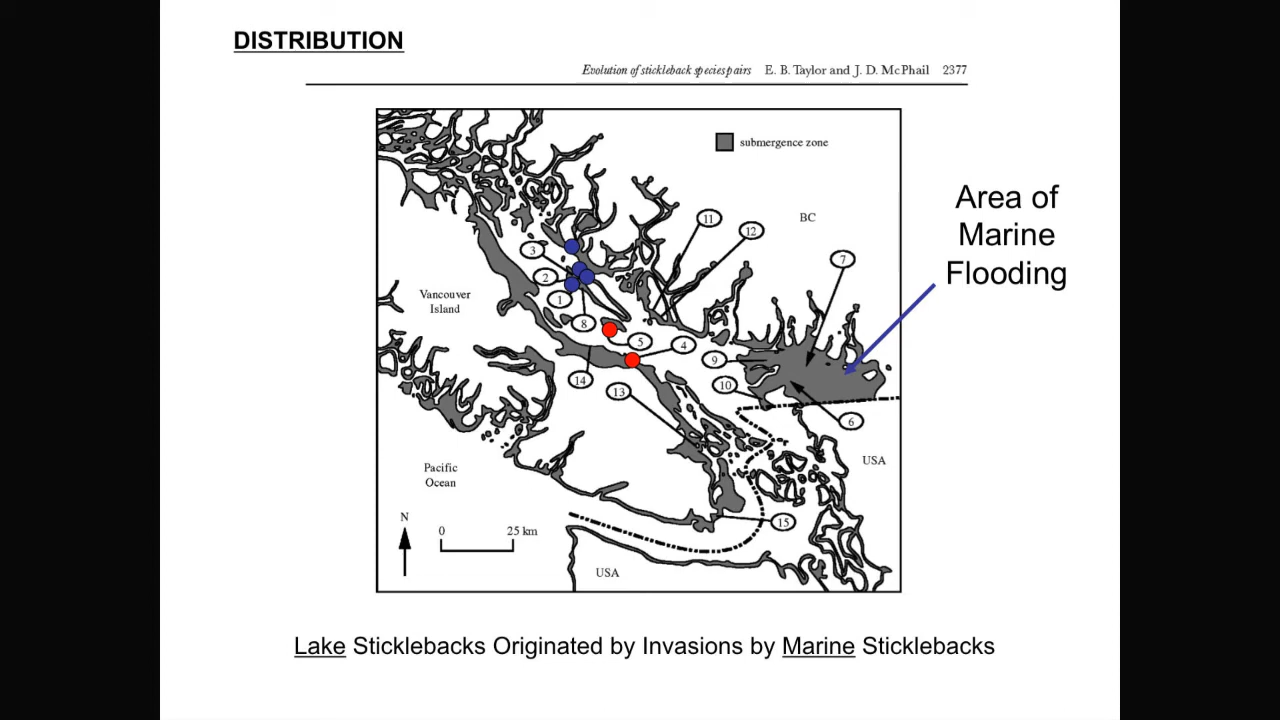 DISTRIBUTION
Evolution of stickleback species pairs E. B. Taylor and J. D. McPhail 2377
submergence zone
Area of
Marine
Flooding
BC
11
12
3
7
2
Vancouver
Island
1
8
5
4
9
14
10
13
6
USA
Pacific
Ocean
N
0 25 km
15
USA
Lake Sticklebacks Originated by Invasions by Marine Sticklebacks